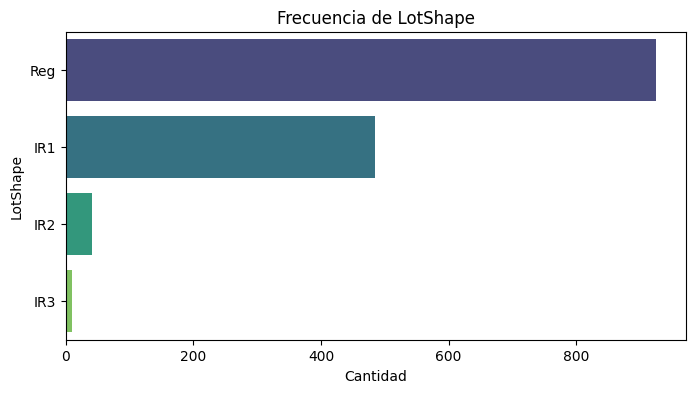 Frecuencia de LotShape
LotShape
Reg
IR1
IR2
IR3
0 200 400 600 800
Cantidad